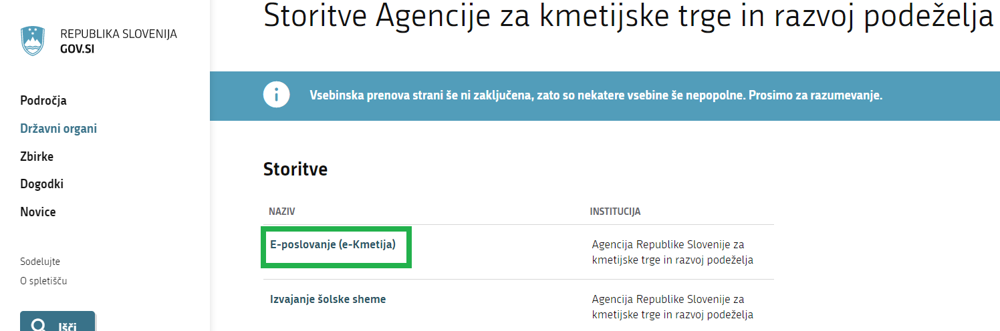 Storitve Agencije za kmetijske trge in razvoj podeželja
REPUBLIKA SLOVENIJA
GOV.SI
Področja
Državni organi
Zbirke
Dogodki
Novice
Sodelujte
O spletišču
Išči
Vsebinska prenova strani še ni zaključena, zato so nekatere vsebine še nepopolne. Prosimo za razumevanje.
Storitve
NAZIV
INSTITUCIJA
E-poslovanje (e-Kmetija)
Agencija Republike Slovenije za
kmetijske trge in razvoj podeželja
Izvajanje šolske sheme
Agencija Republike Slovenije za
kmetijske trge in razvoj podeželja